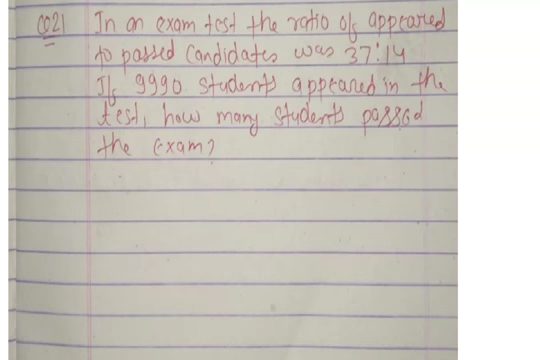 Q2] In an exam test the ratio of appeared
to passed candidates was 37:14
If 9990 students appeared in the
test, how many students passed
the exam?